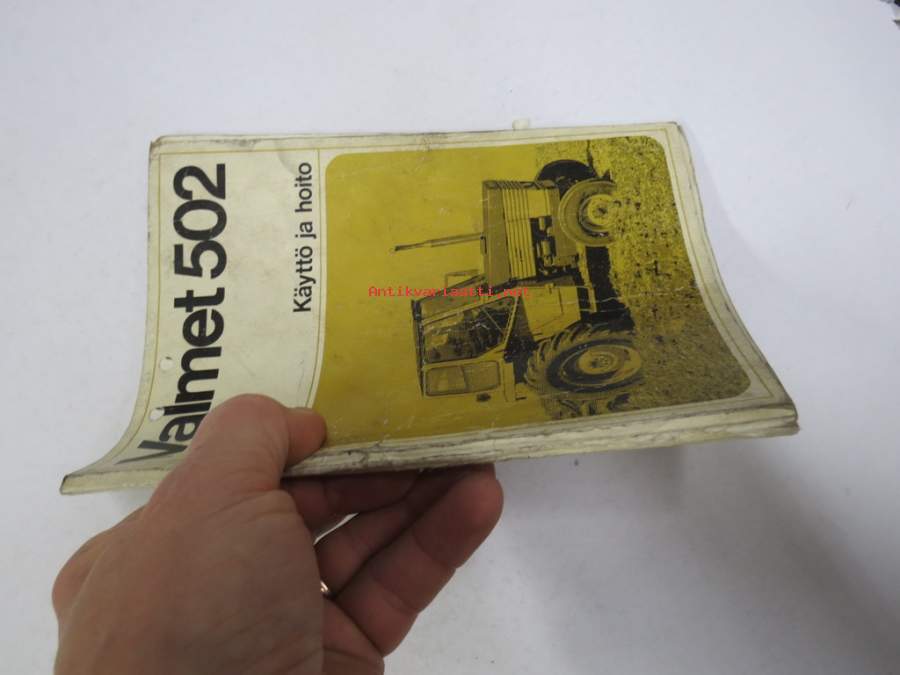 Valmet 502
Käyttö ja hoito
Antikvariaatti.net